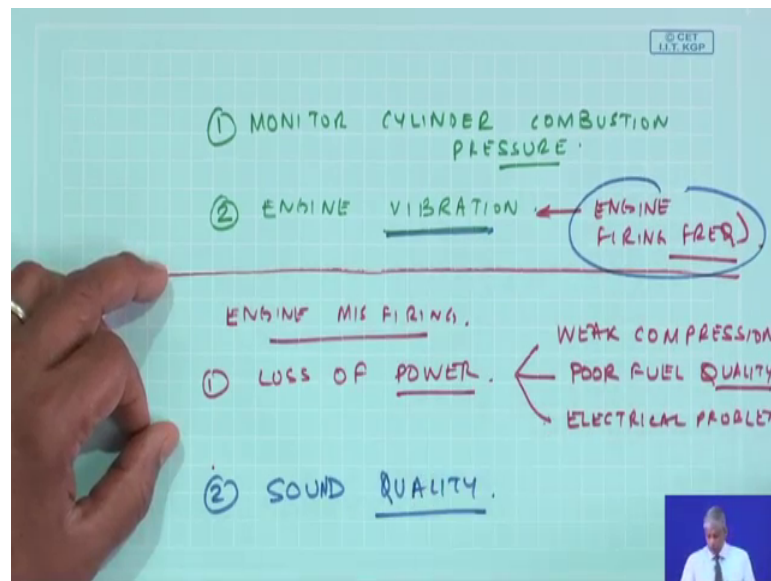 © CET
I.I.T. KGP
① MONITOR CYLINDER COMBUSTION
PRESSURE.
② ENGINE VIBRATION ← ENGINE
FIRING FREQ)
ENGINE MISFIRING.
WEAK COMPRESSION
① LOSS OF POWER. POOR FUEL QUALITY
ELECTRICAL PROBLE
② SOUND QUALITY.